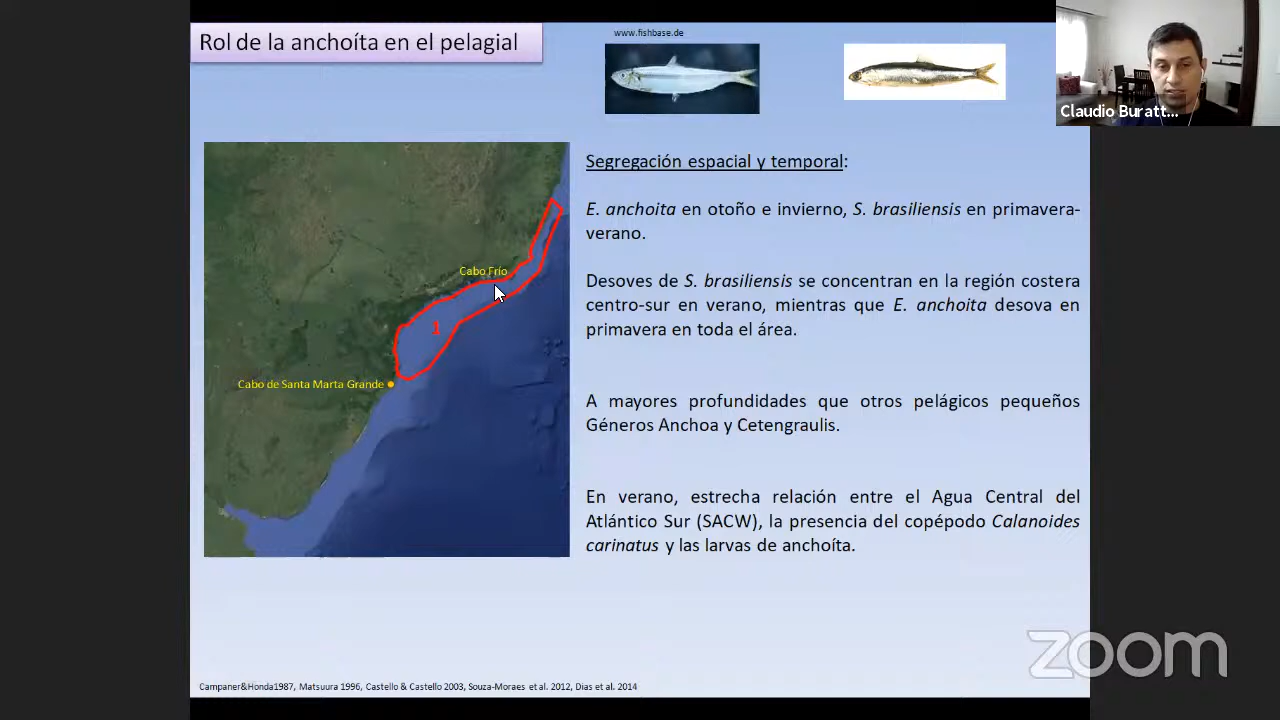 Rol de la anchoíta en el pelagial
www.fishbase.de
Claudio Buratt...
Segregación espacial y temporal:
E. anchoita en otoño e invierno, S. brasiliensis en primavera-
verano.
Desoves de S. brasiliensis se concentran en la región costera
centro-sur en verano, mientras que E. anchoita desova en
primavera en toda el área.
A mayores profundidades que otros pelágicos pequeños
Géneros Anchoa y Cetengraulis.
En verano, estrecha relación entre el Agua Central del
Atlántico Sur (SACW), la presencia del copépodo Calanoides
carinatus y las larvas de anchoíta.
Cabo Frío
1
Cabo de Santa Marta Grande
Campaner&Honda1987, Matsuura 1996, Castello & Castello 2003, Souza-Moraes et al. 2012, Dias et al. 2014
zoom